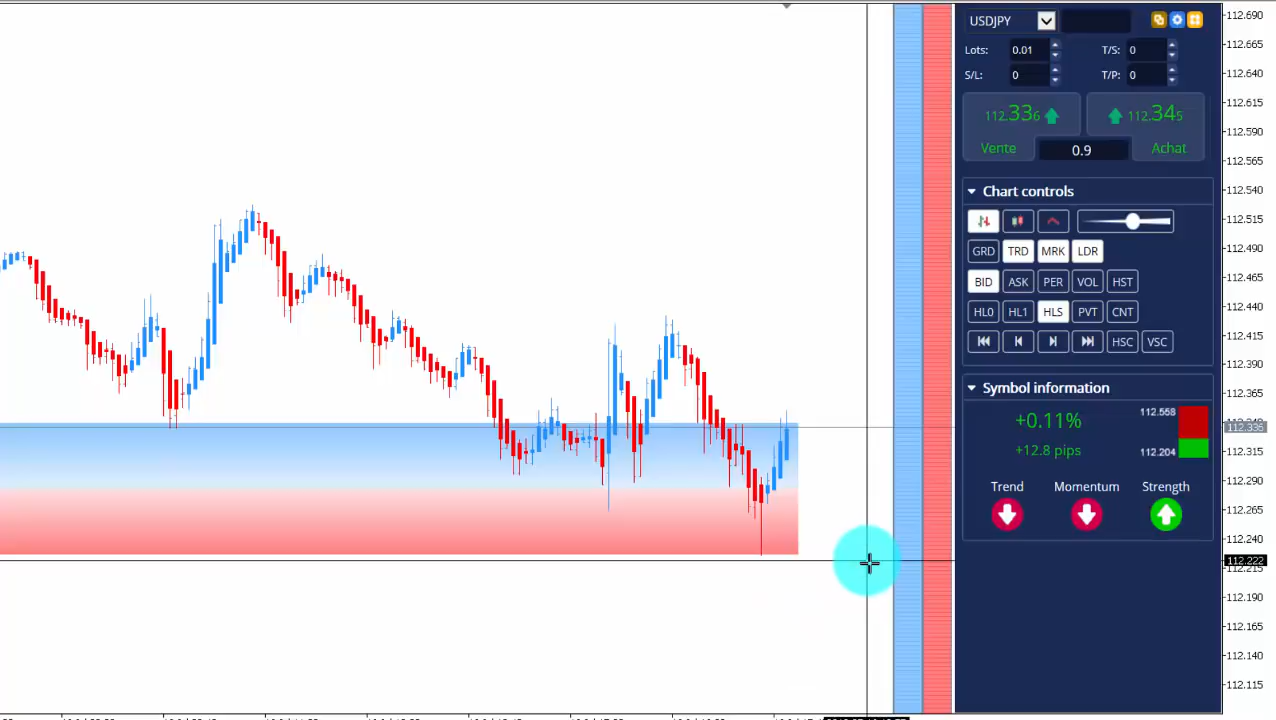 USDJPY
Lots: 0.01 T/S: 0
S/L: 0 T/P: 0
112.336 112.345
Vente 0.9 Achat
Chart controls
GRD TRD MRK LDR
BID ASK PER VOL HST
HL0 HL1 HLS PVT CNT
HSC VSC
Symbol information
+0.11% 112.558
+12.8 pips 112.204
Trend Momentum Strength
112.690
112.665
112.640
112.615
112.590
112.565
112.540
112.515
112.490
112.465
112.440
112.415
112.390
112.365
112.336
112.315
112.290
112.265
112.240
112.222
112.215
112.190
112.165
112.140
112.115